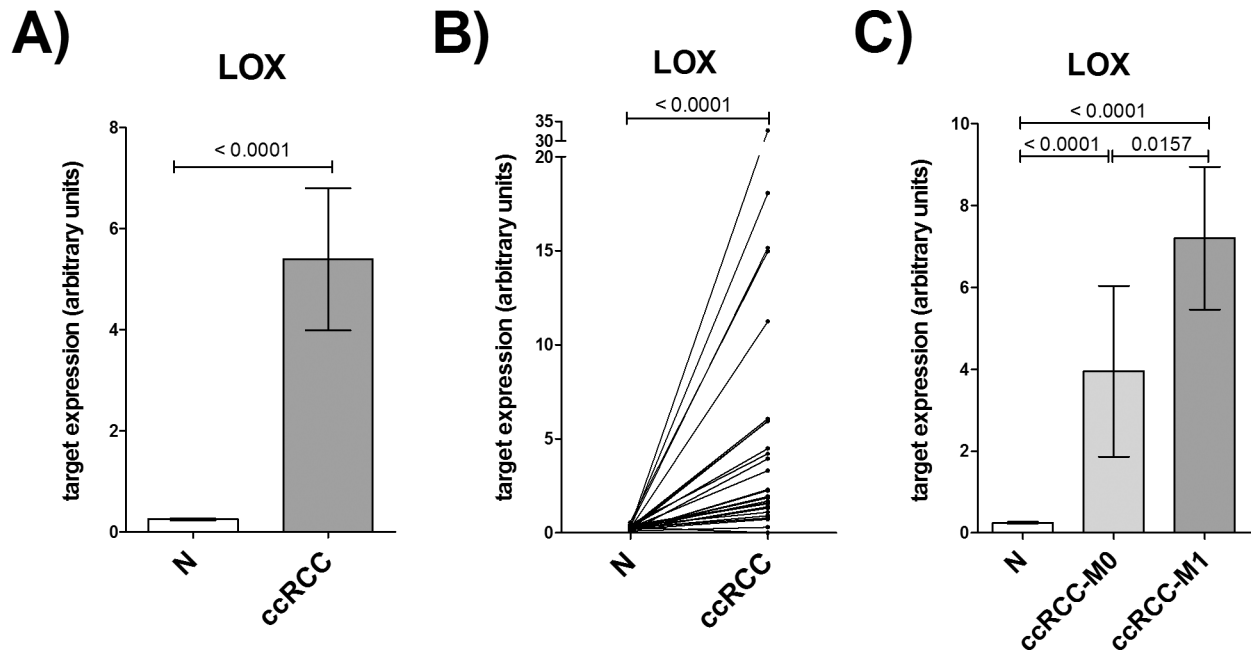 A)
LOX
target expression (arbitrary units)
8
6
4
2
0
< 0.0001
N
ccRCC
B)
LOX
target expression (arbitrary units)
35
30
20
15
10
5
0
< 0.0001
N
ccRCC
C)
LOX
target expression (arbitrary units)
10
8
6
4
2
0
< 0.0001
< 0.0001
0.0157
N
ccRCC-M0
ccRCC-M1